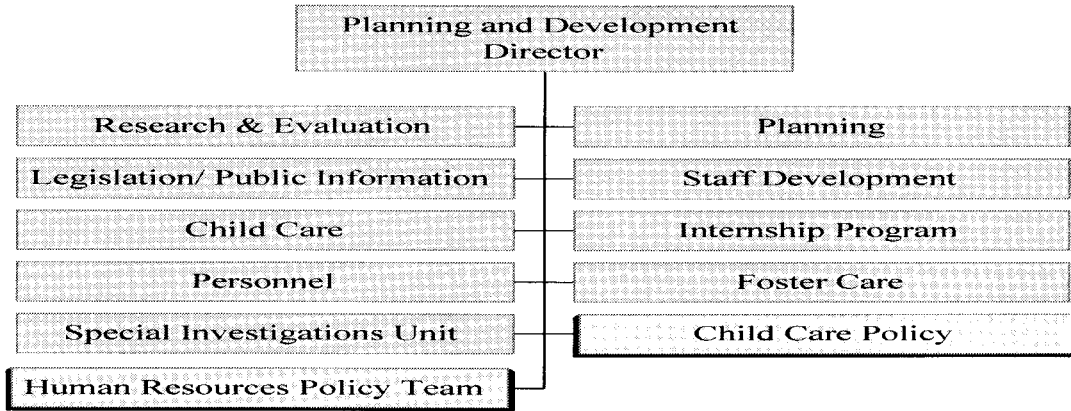 Planning and Development
Director
Research & Evaluation
Planning
Legislation/ Public Information
Staff Development
Child Care
Internship Program
Personnel
Foster Care
Special Investigations Unit
Child Care Policy
Human Resources Policy Team